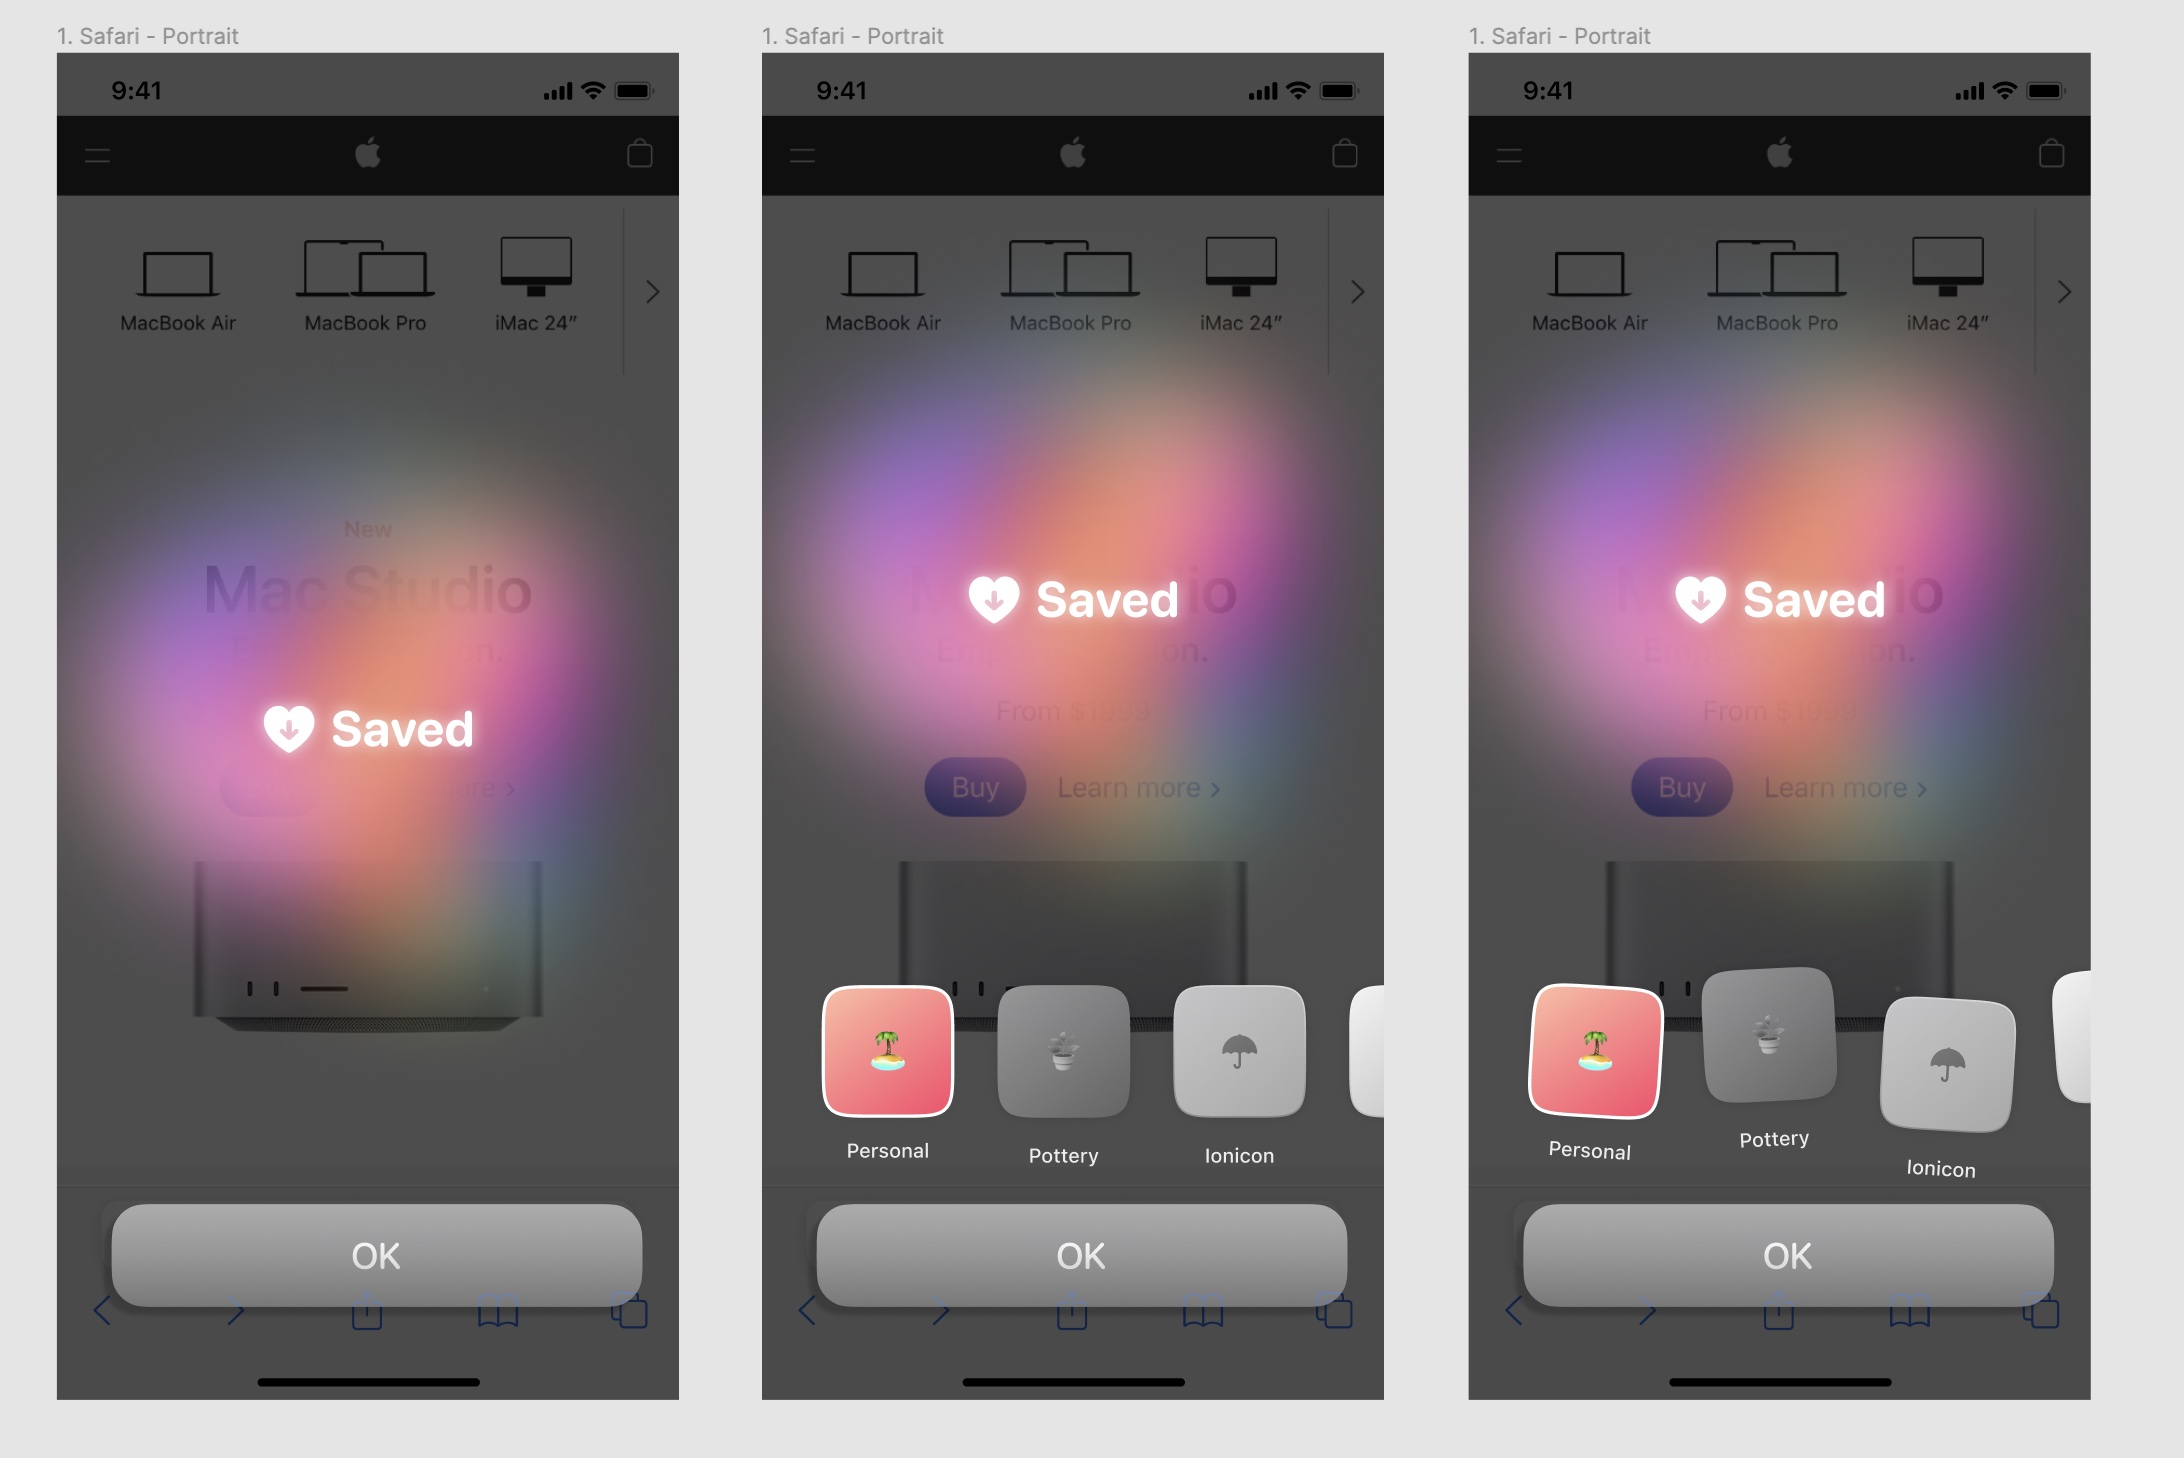 1. Safari - Portrait
9:41
MacBook Air
MacBook Pro
iMac 24”
New
Mac Studio
on.
Saved
OK
1. Safari - Portrait
9:41
MacBook Air
MacBook Pro
iMac 24”
Saved
From $1999
Buy
Learn more >
Personal
Pottery
Ionicon
OK
1. Safari - Portrait
9:41
MacBook Air
MacBook Pro
iMac 24”
Saved
From $1999
Buy
Learn more >
Personal
Pottery
Ionicon
OK